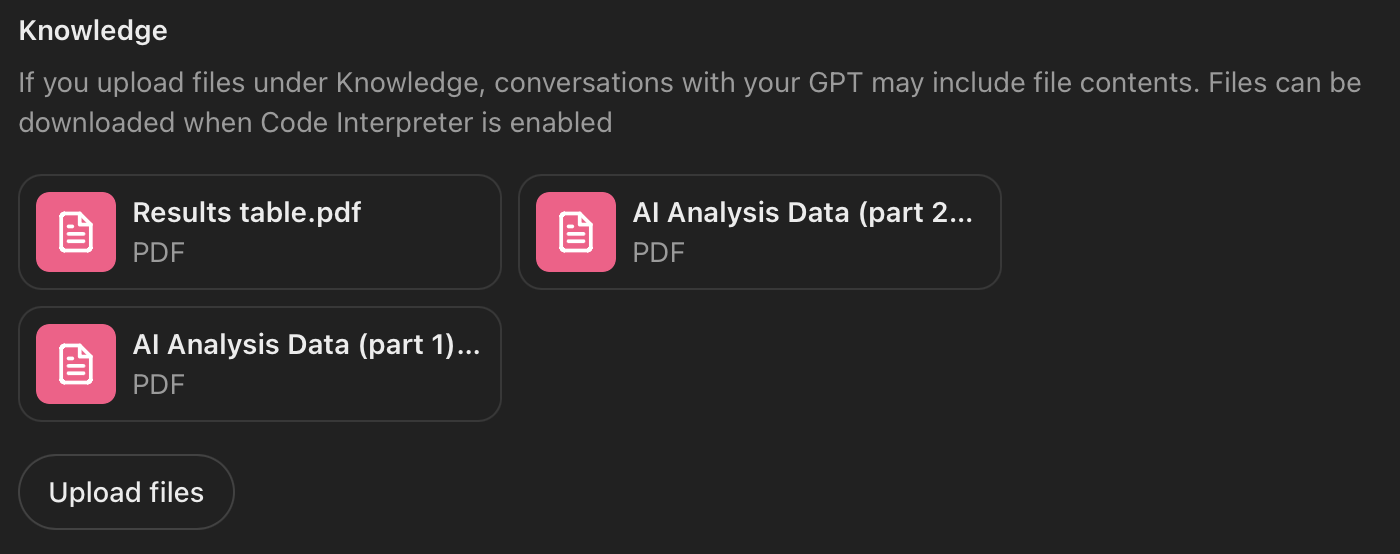 Knowledge
If you upload files under Knowledge, conversations with your GPT may include file contents. Files can be
downloaded when Code Interpreter is enabled
Results table.pdf
PDF
AI Analysis Data (part 2...
PDF
AI Analysis Data (part 1)...
PDF
Upload files